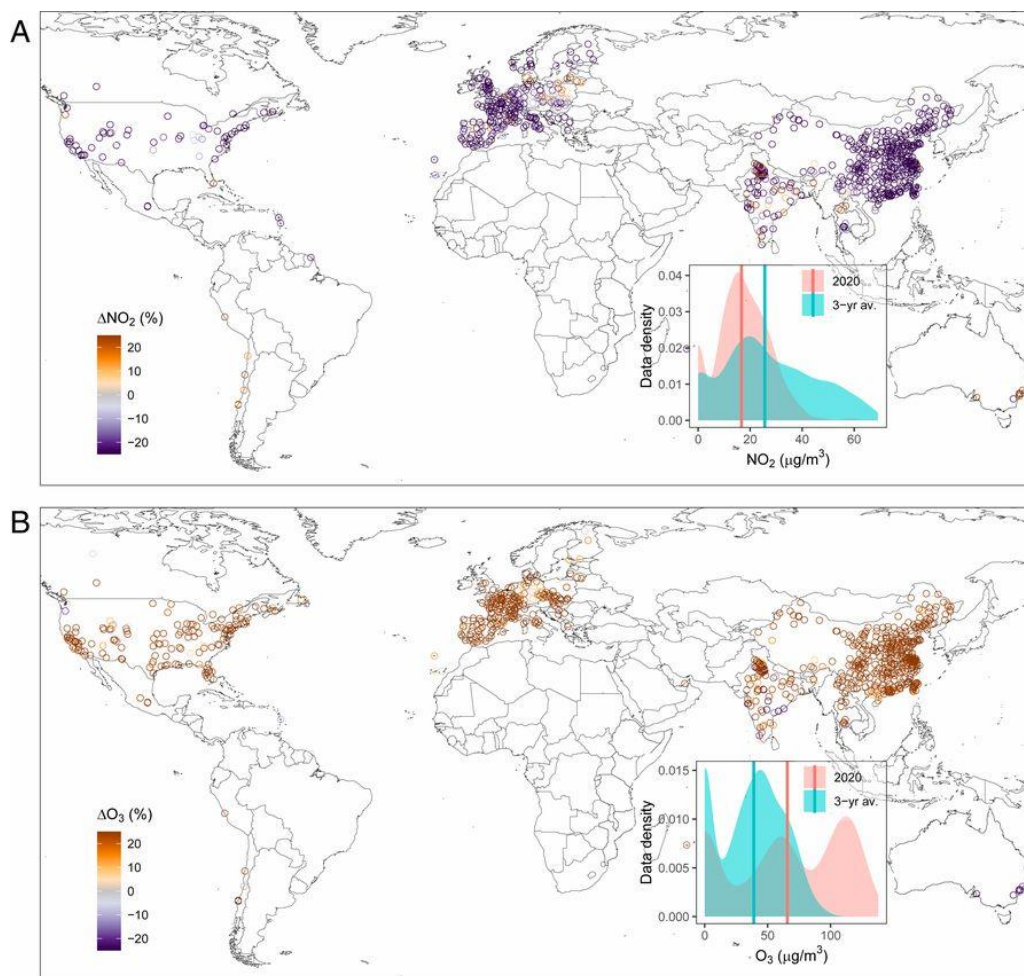 A
ΔNO₂ (%)
20
10
0
−10
−20
2020
3−yr av.
Data density
0.04
0.03
0.02
0.01
0.00
0
20
40
60
NO₂ (μg/m³)
B
ΔO₃ (%)
20
10
0
−10
−20
2020
3−yr av.
Data density
0.015
0.010
0.005
0.000
0
50
100
O₃ (μg/m³)